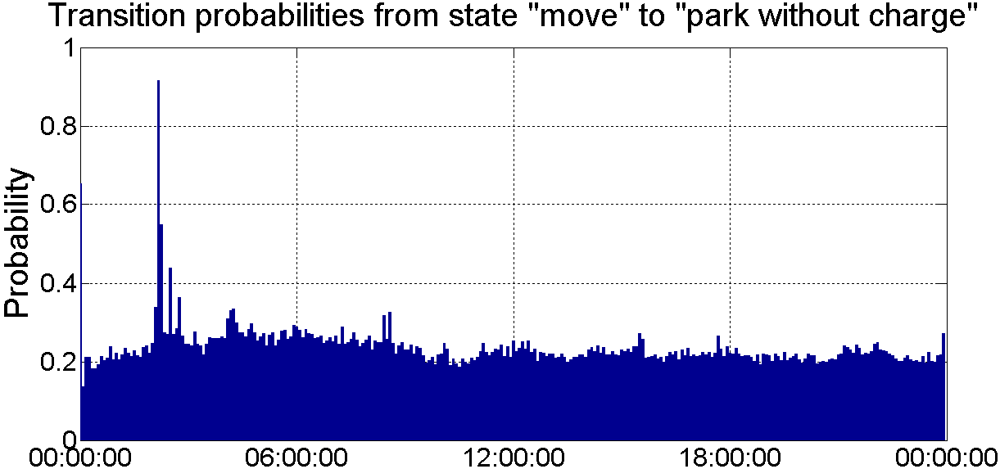 Transition probabilities from state "move" to "park without charge"
1
0.8
0.6
0.4
0.2
0
Probability
00:00:00 06:00:00 12:00:00 18:00:00 00:00:00